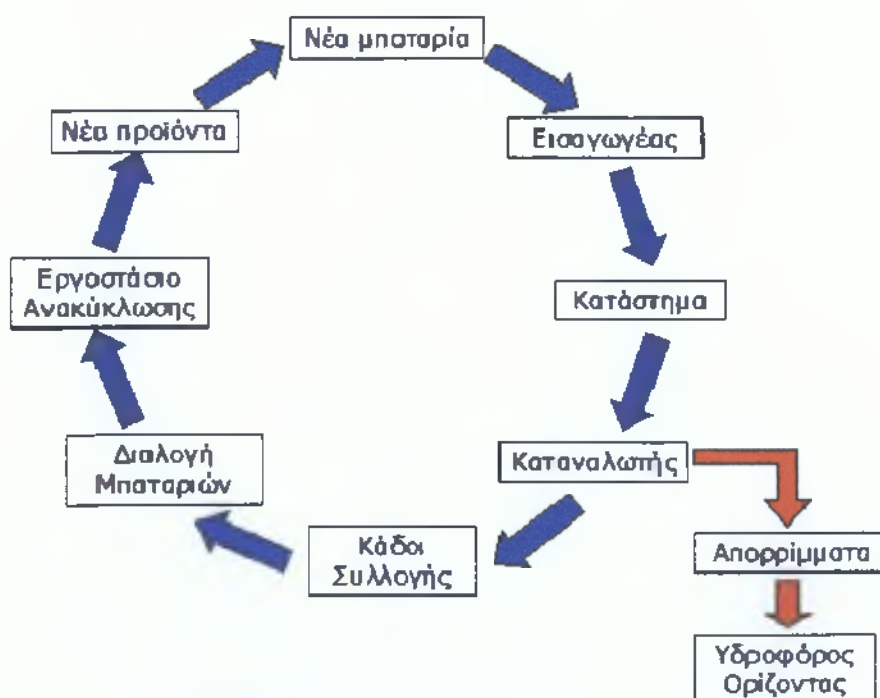 Νέα μπαταρία
Εισαγωγέας
Κατάστημα
Καταναλωτής
Κάδοι
Συλλογής
Διαλογή
Μπαταριών
Εργοστάσιο
Ανακύκλωσης
Νέα προϊόντα
Απορρίμματα
Υδροφόρος
Ορίζοντας